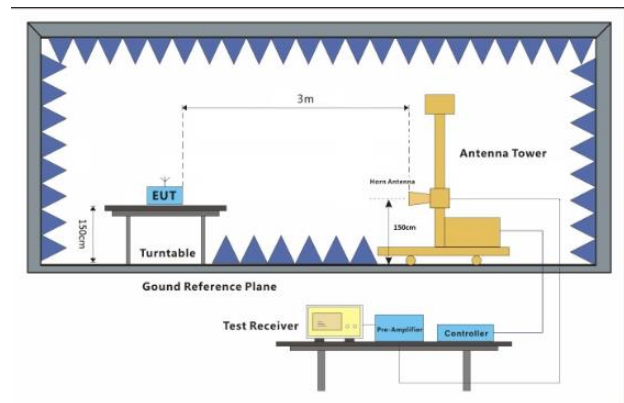 3m
Antenna Tower
Horn Antenna
EUT
150cm
150cm
Turntable
Gound Reference Plane
Test Receiver
Pre-Amplifier
Controller